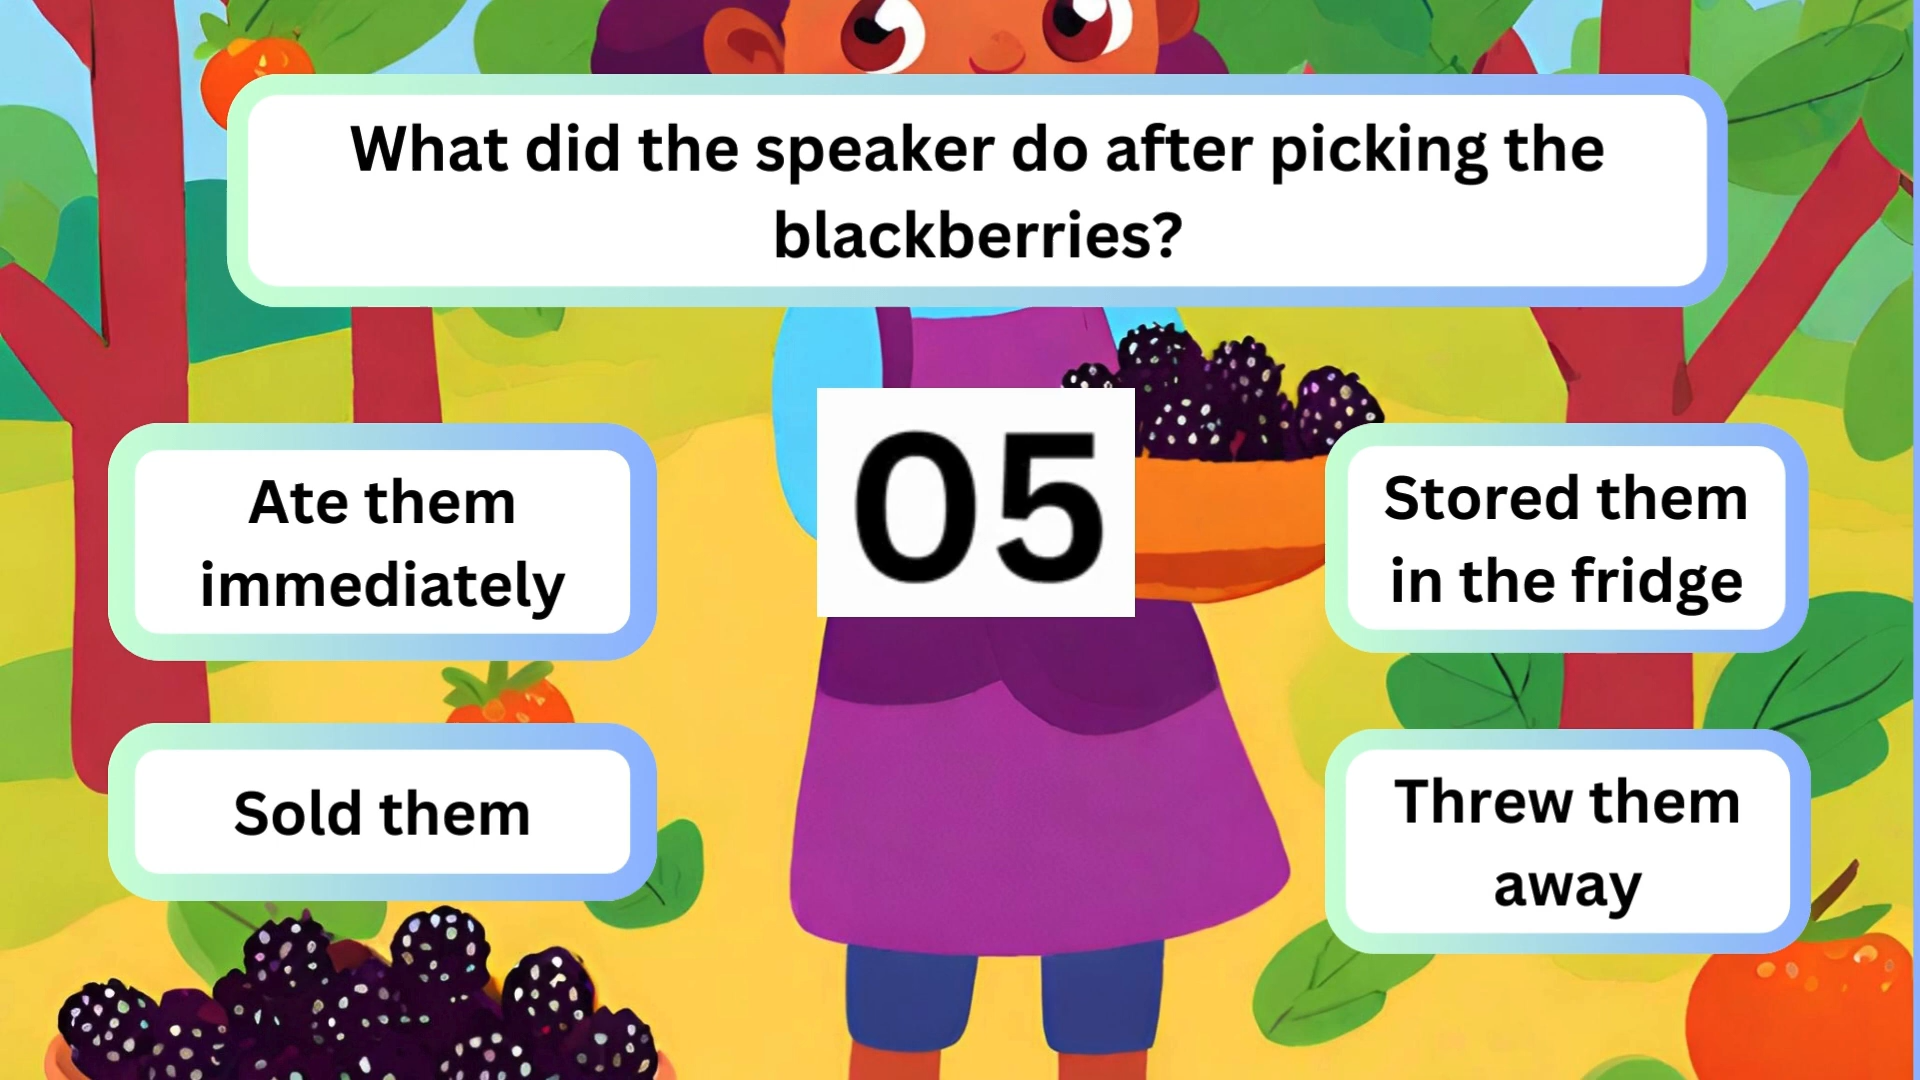 What did the speaker do after picking the
blackberries?
Ate them
immediately
05
Stored them
in the fridge
Sold them
Threw them
away